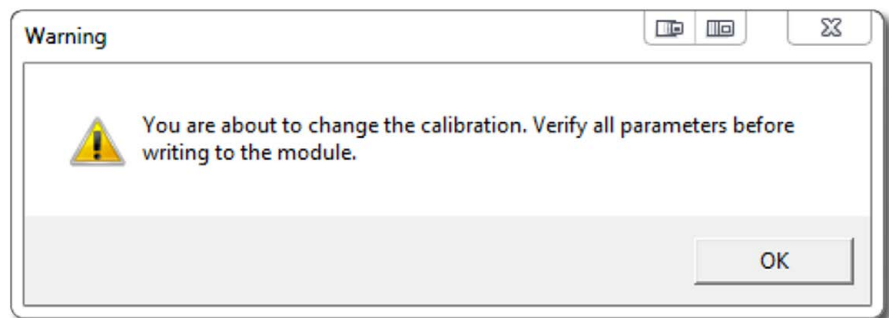 Warning
You are about to change the calibration. Verify all parameters before
writing to the module.
OK